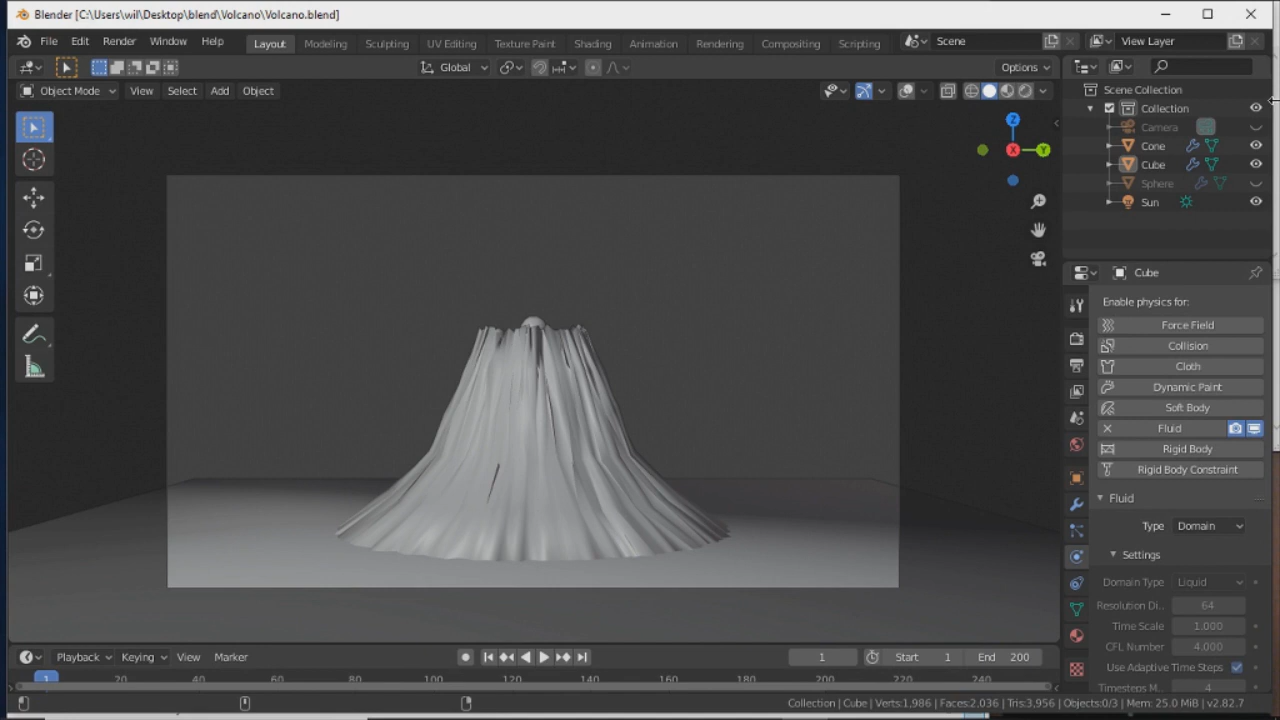 Blender [C:\Users\wil\Desktop\blend\Volcano\Volcano.blend]
File Edit Render Window Help Layout Modeling Sculpting UV Editing Texture Paint Shading Animation Rendering Compositing Scripting Scene View Layer
Global Options
Object Mode View Select Add Object
Scene Collection
Collection
Camera
Cone
Cube
Sphere
Sun
Z
X Y
Cube
Enable physics for:
Force Field
Collision
Cloth
Dynamic Paint
Soft Body
Fluid
Rigid Body
Rigid Body Constraint
Fluid
Type Domain
Settings
Domain Type Liquid
Resolution Di.. 64
Time Scale 1.000
CFL Number 4.000
Use Adaptive Time Steps
Timesteps M.. 4
Playback Keying View Marker 1 Start 1 End 200
1 20 40 60 80 100 120 140 160 180 200 220 240
Collection | Cube | Verts:1,986 | Faces:2,036 | Tris:3,956 | Objects:0/3 | Mem: 25.0 MiB | v2.82.7